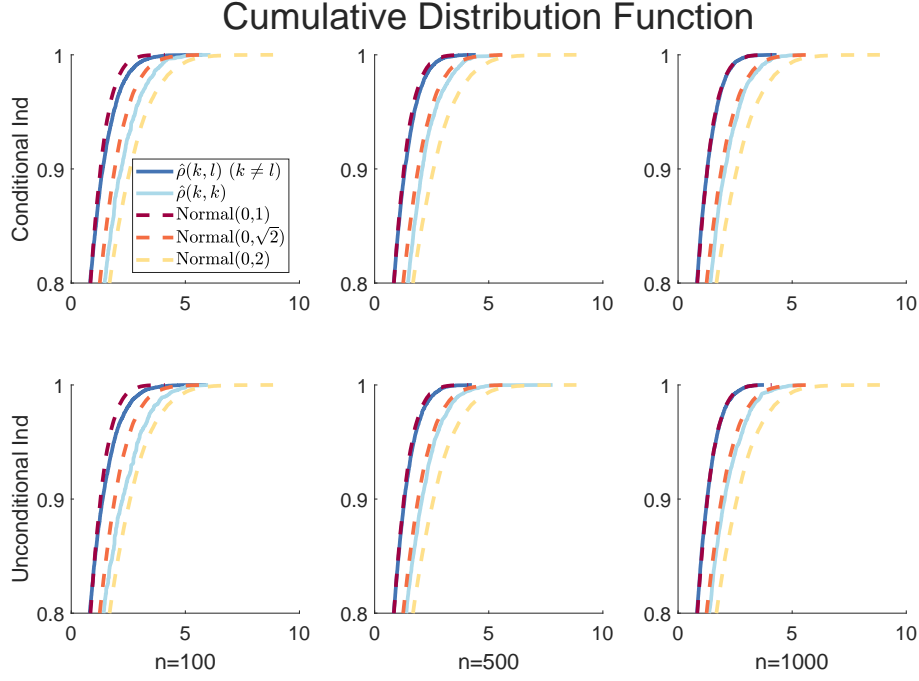 Cumulative Distribution Function
Conditional Ind
1
0.9
0.8
0 5 10
ρ̂(k, l) (k ≠ l)
ρ̂(k, k)
Normal(0,1)
Normal(0,√2)
Normal(0,2)
1
0.9
0.8
0 5 10
1
0.9
0.8
0 5 10
Unconditional Ind
1
0.9
0.8
0 5 10
n=100
1
0.9
0.8
0 5 10
n=500
1
0.9
0.8
0 5 10
n=1000